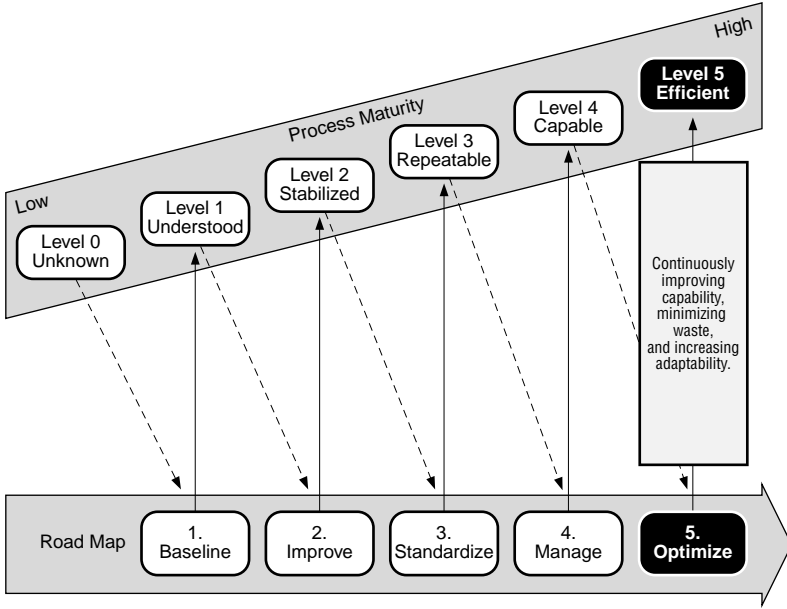 High
Process Maturity
Low
Level 0
Unknown
Level 1
Understood
Level 2
Stabilized
Level 3
Repeatable
Level 4
Capable
Level 5
Efficient
Continuously
improving
capability,
minimizing
waste,
and increasing
adaptability.
Road Map
1.
Baseline
2.
Improve
3.
Standardize
4.
Manage
5.
Optimize